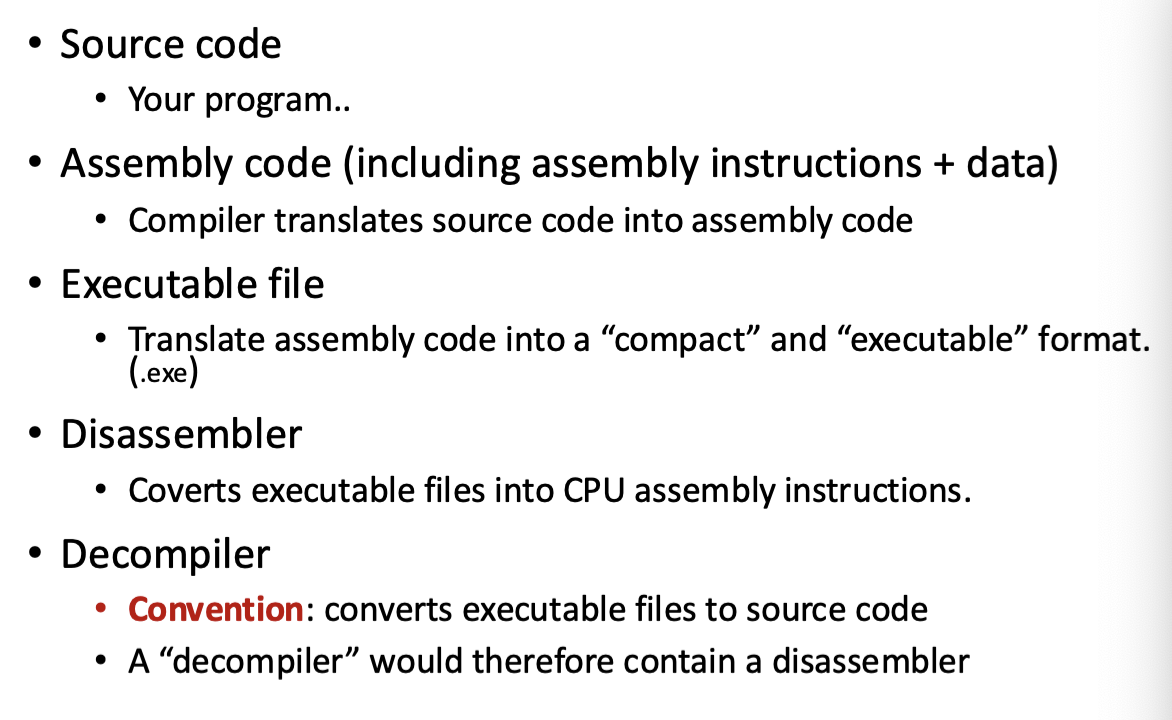 • Source code
• Your program..
• Assembly code (including assembly instructions + data)
• Compiler translates source code into assembly code
• Executable file
• Translate assembly code into a “compact” and “executable” format.
(.exe)
• Disassembler
• Coverts executable files into CPU assembly instructions.
• Decompiler
• Convention: converts executable files to source code
• A “decompiler” would therefore contain a disassembler